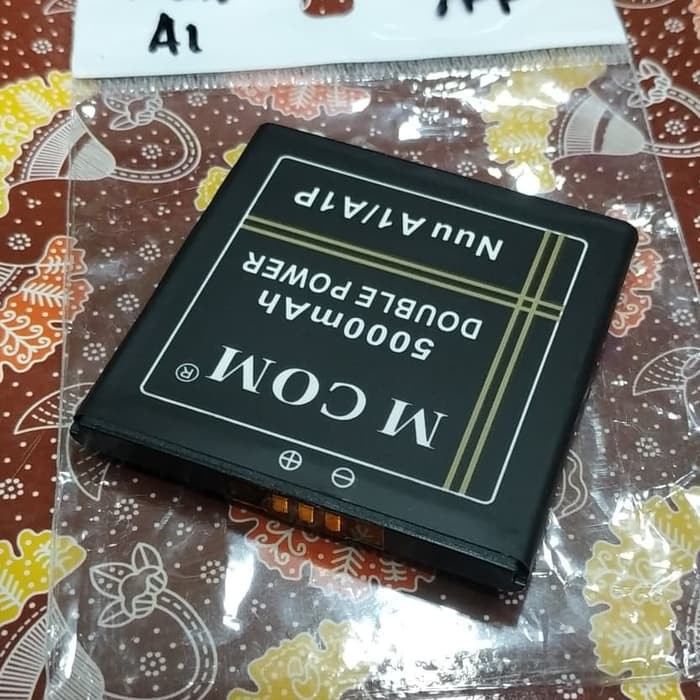 A1
M COM®
5000mAh
DOUBLE POWER
Nuu A1/A1P
⊕ ⊖